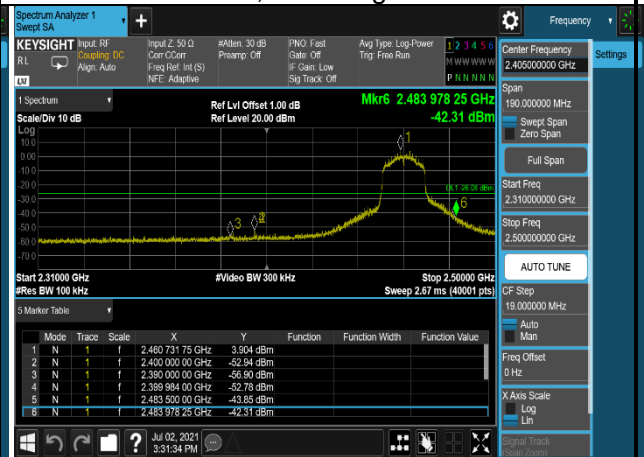 Spectrum Analyzer 1
Swept SA
+
Frequency
KEYSIGHT
RL
Input: RF
Coupling: DC
Align: Auto
Input Z: 50 Ω
Corr CCorr
Freq Ref: Int (S)
NFE: Adaptive
#Atten: 30 dB
Preamp: Off
PNO: Fast
Gate: Off
IF Gain: Low
Sig Track: Off
Avg Type: Log-Power
Trig: Free Run
1 2 3 4 5 6
M W W W W W
P N N N N N
LXI
Settings
Center Frequency
2.405000000 GHz
Span
190.000000 MHz
Swept Span
Zero Span
Full Span
Start Freq
2.310000000 GHz
Stop Freq
2.500000000 GHz
AUTO TUNE
CF Step
19.000000 MHz
Auto
Man
Freq Offset
0 Hz
X Axis Scale
Log
Lin
Signal Track
(Span Zoom)
1 Spectrum
Scale/Div 10 dB
Ref Lvl Offset 1.00 dB
Ref Level 20.00 dBm
Mkr6 2.483 978 25 GHz
-42.31 dBm
Log
10.0
0.00
-10.0
-20.0
-30.0
-40.0
-50.0
-60.0
-70.0
1
DL1 -26.08 dBm
6
3
2
Start 2.31000 GHz
#Res BW 100 kHz
#Video BW 300 kHz
Stop 2.50000 GHz
Sweep 2.67 ms (40001 pts)
5 Marker Table
Mode Trace Scale X Y Function Function Width Function Value
1 N 1 f 2.460 731 75 GHz 3.904 dBm
2 N 1 f 2.400 000 00 GHz -52.94 dBm
3 N 1 f 2.390 000 00 GHz -56.90 dBm
4 N 1 f 2.399 984 00 GHz -52.78 dBm
5 N 1 f 2.483 500 00 GHz -43.85 dBm
6 N 1 f 2.483 978 25 GHz -42.31 dBm
?
Jul 02, 2021
3:31:34 PM